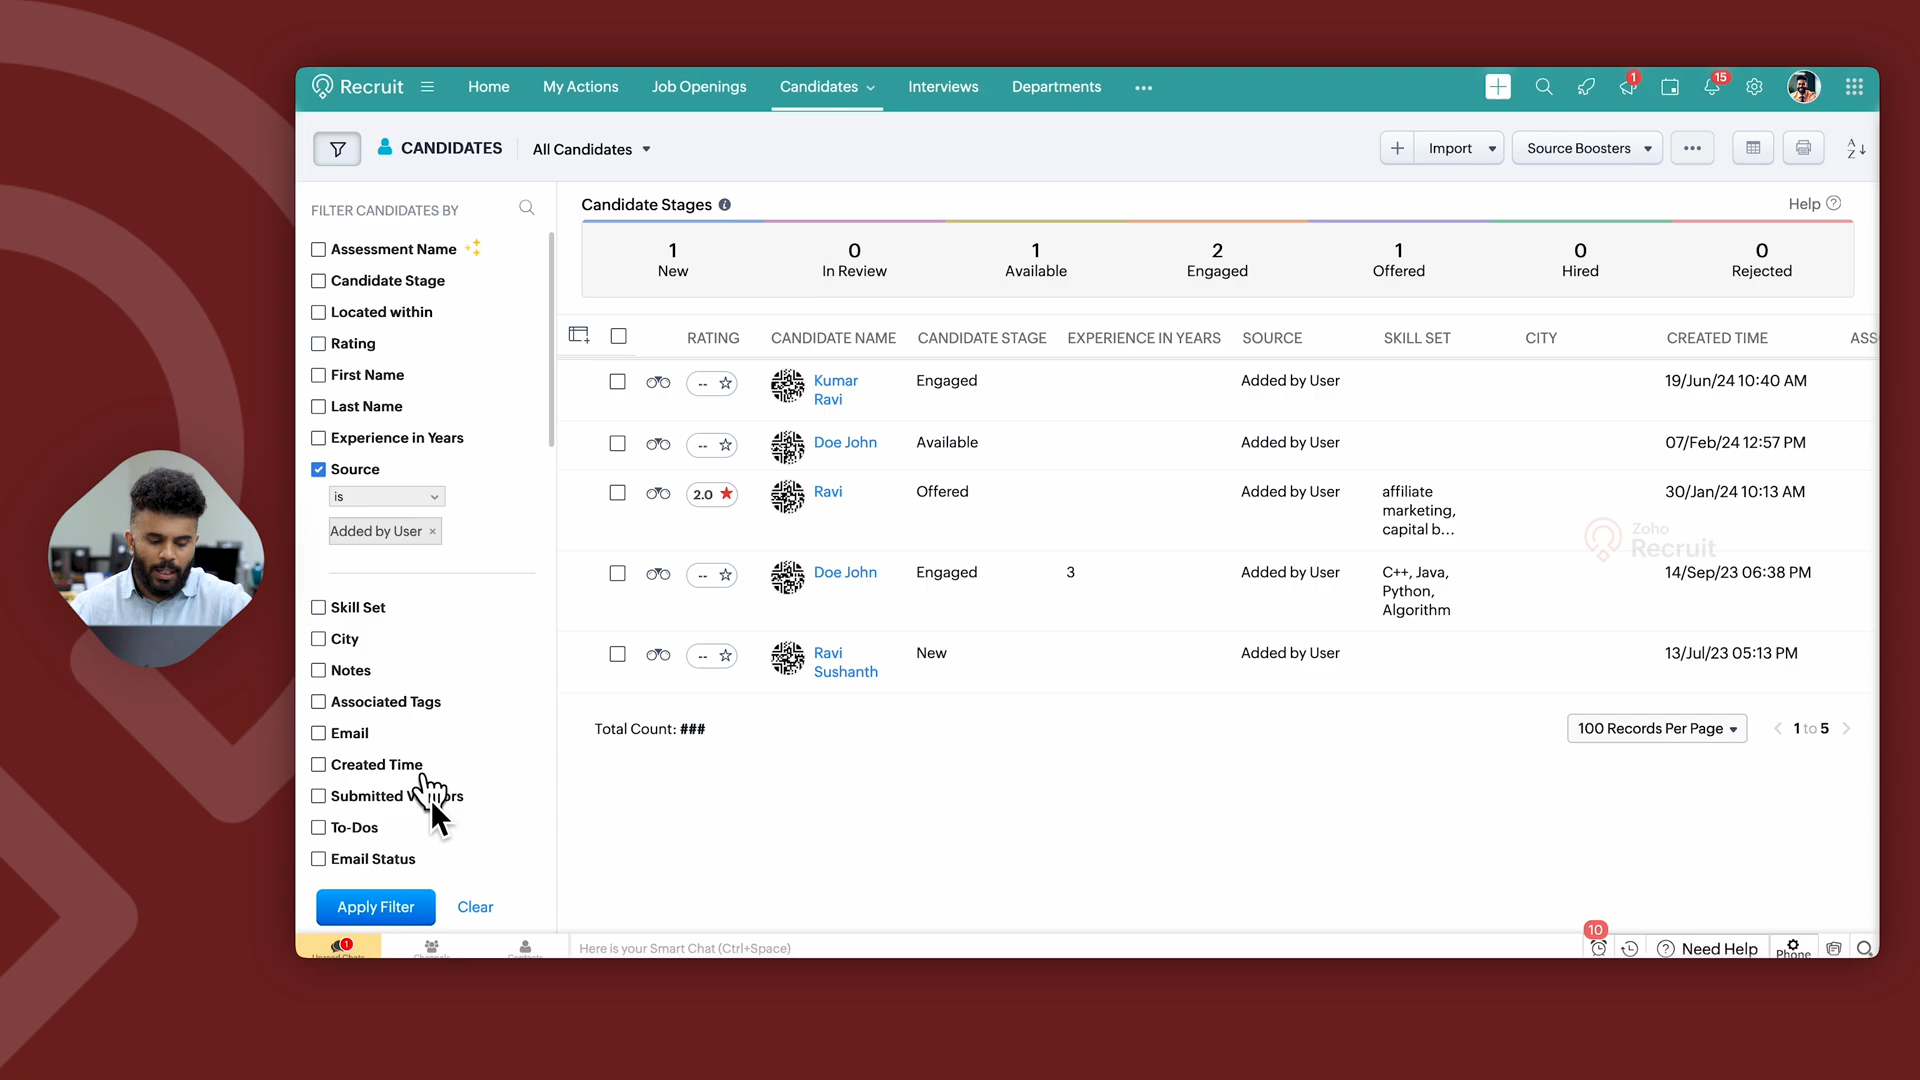 Recruit
Home
My Actions
Job Openings
Candidates
Interviews
Departments
1
15
CANDIDATES
All Candidates
Import
Source Boosters
FILTER CANDIDATES BY
Assessment Name
Candidate Stage
Located within
Rating
First Name
Last Name
Experience in Years
Source
is
Added by User ×
Skill Set
City
Notes
Associated Tags
Email
Created Time
Submitted
To-Dos
Email Status
Apply Filter
Clear
Candidate Stages
Help
1 New
0 In Review
1 Available
2 Engaged
1 Offered
0 Hired
0 Rejected
RATING CANDIDATE NAME CANDIDATE STAGE EXPERIENCE IN YEARS SOURCE SKILL SET CITY CREATED TIME
-- Kumar Engaged Added by User 19/Jun/24 10:40 AM
Ravi
-- Doe John Available Added by User 07/Feb/24 12:57 PM
2.0 Ravi Offered Added by User affiliate 30/Jan/24 10:13 AM
marketing,
capital b...
Zoho
Recruit
-- Doe John Engaged 3 Added by User C++, Java, 14/Sep/23 06:38 PM
Python,
Algorithm
-- Ravi New Added by User 13/Jul/23 05:13 PM
Sushanth
Total Count: ###
100 Records Per Page
1 to 5
1
Unread Chats
Channels
Contacts
Here is your Smart Chat (Ctrl+Space)
10
Need Help
Phone